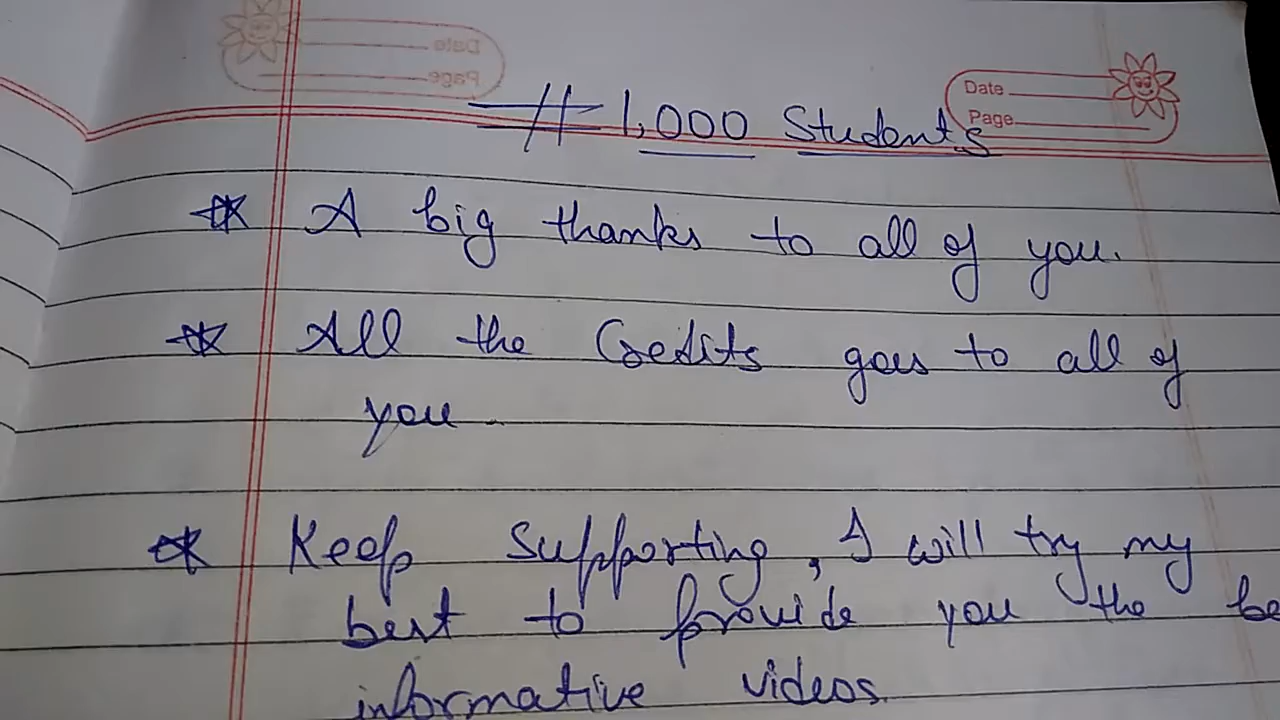 Date
Page
Date
Page
# 1,000 Students
☆ A big thanks to all of you.
☆ All the Credits goes to all of
you.
☆ Keep supporting, I will try my
best to provide you the be
informative videos.